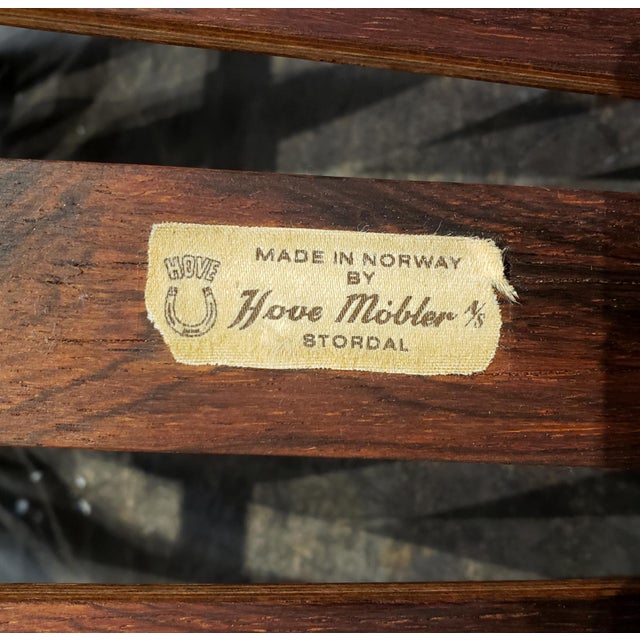 HOVE
MADE IN NORWAY
BY
Hove Möbler A/S
STORDAL